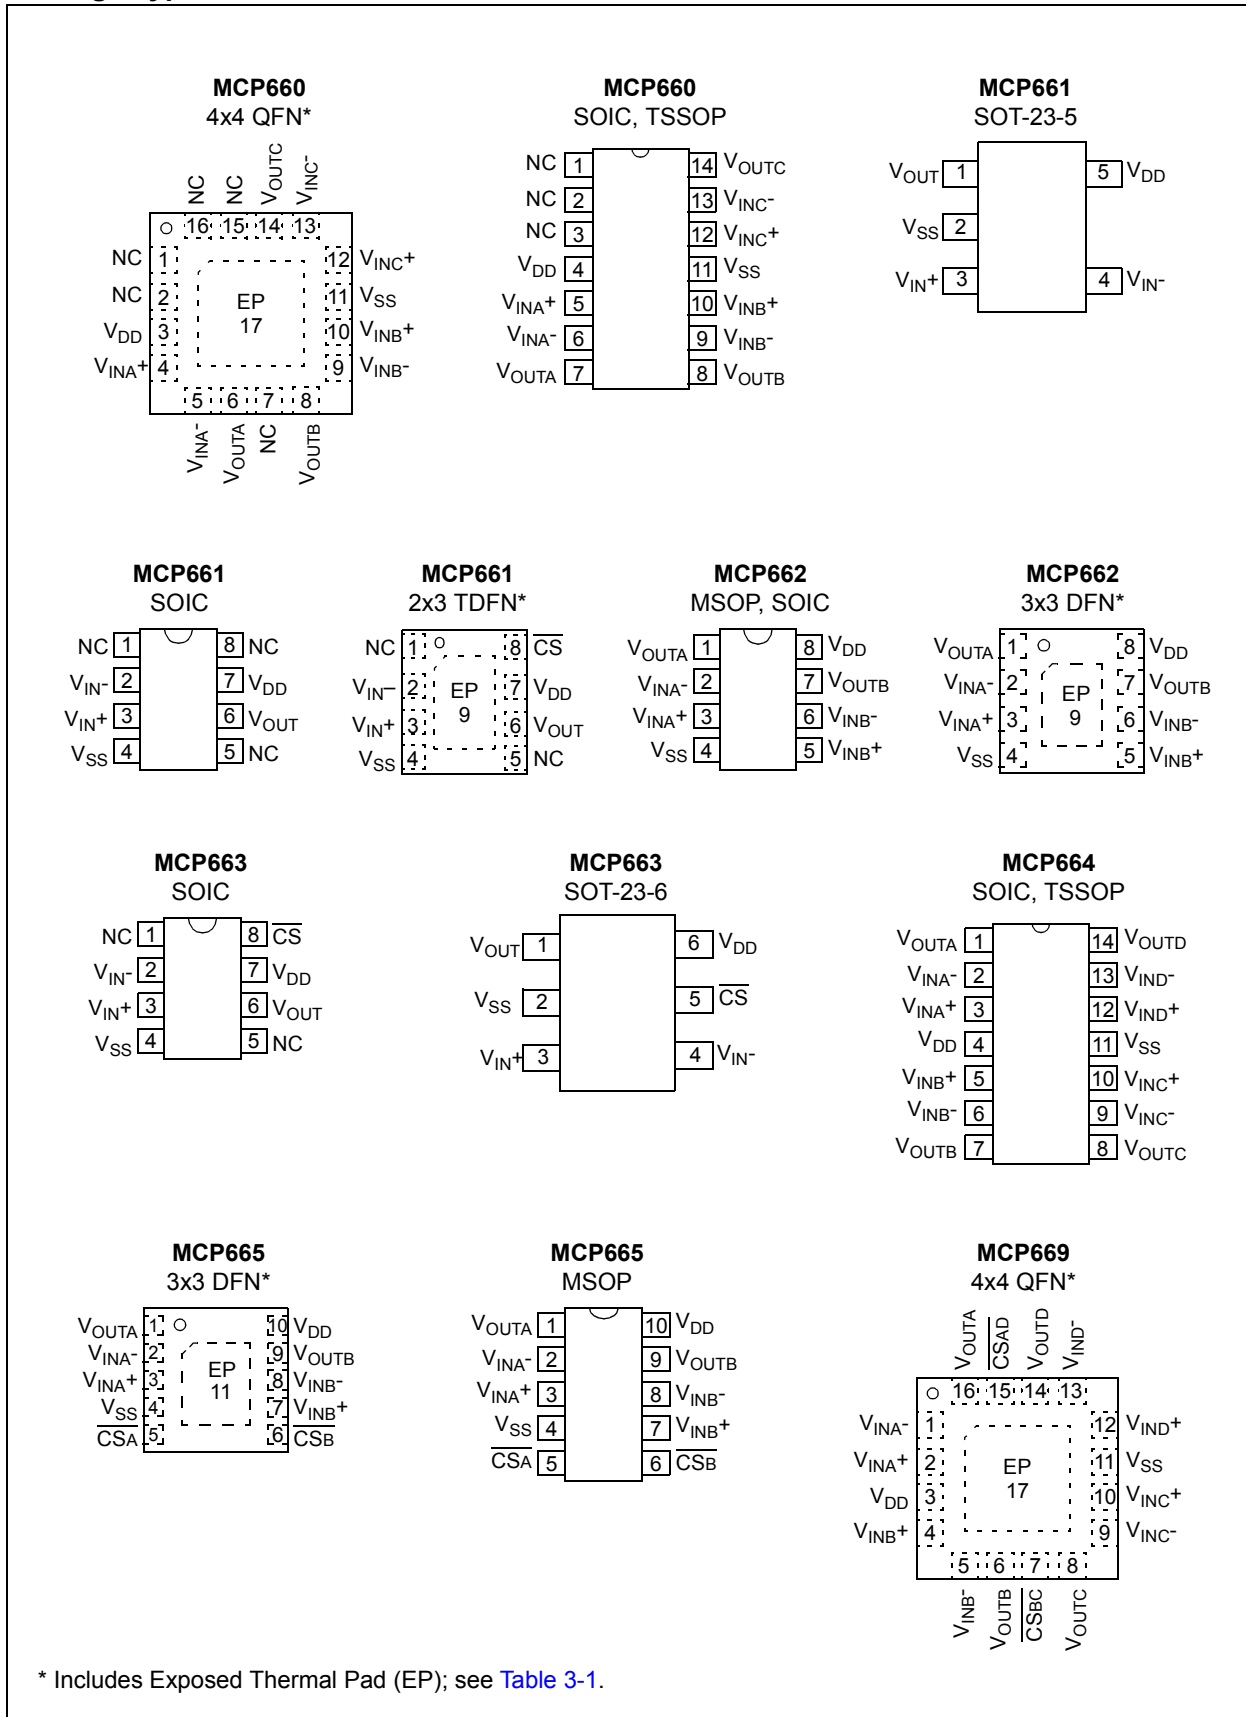 MCP660
4x4 QFN*
NC
NC
VOUTC
VINC-
16 15 14 13
NC 1 12 VINC+
NC 2 11 VSS
VDD 3 10 VINB+
VINA+ 4 9 VINB-
EP
17
5 6 7 8
VINA-
VOUTA
NC
VOUTB
MCP660
SOIC, TSSOP
NC 1 14 VOUTC
NC 2 13 VINC-
NC 3 12 VINC+
VDD 4 11 VSS
VINA+ 5 10 VINB+
VINA- 6 9 VINB-
VOUTA 7 8 VOUTB
MCP661
SOT-23-5
VOUT 1 5 VDD
VSS 2
VIN+ 3 4 VIN-
MCP661
SOIC
NC 1 8 NC
VIN- 2 7 VDD
VIN+ 3 6 VOUT
VSS 4 5 NC
MCP661
2x3 TDFN*
NC 1 8 CS
VIN– 2 7 VDD
VIN+ 3 6 VOUT
VSS 4 5 NC
EP
9
MCP662
MSOP, SOIC
VOUTA 1 8 VDD
VINA- 2 7 VOUTB
VINA+ 3 6 VINB-
VSS 4 5 VINB+
MCP662
3x3 DFN*
VOUTA 1 8 VDD
VINA- 2 7 VOUTB
VINA+ 3 6 VINB-
VSS 4 5 VINB+
EP
9
MCP663
SOIC
NC 1 8 CS
VIN- 2 7 VDD
VIN+ 3 6 VOUT
VSS 4 5 NC
MCP663
SOT-23-6
VOUT 1 6 VDD
VSS 2 5 CS
VIN+ 3 4 VIN-
MCP664
SOIC, TSSOP
VOUTA 1 14 VOUTD
VINA- 2 13 VIND-
VINA+ 3 12 VIND+
VDD 4 11 VSS
VINB+ 5 10 VINC+
VINB- 6 9 VINC-
VOUTB 7 8 VOUTC
MCP665
3x3 DFN*
VOUTA 1 10 VDD
VINA- 2 9 VOUTB
VINA+ 3 8 VINB-
VSS 4 7 VINB+
CSA 5 6 CSB
EP
11
MCP665
MSOP
VOUTA 1 10 VDD
VINA- 2 9 VOUTB
VINA+ 3 8 VINB-
VSS 4 7 VINB+
CSA 5 6 CSB
MCP669
4x4 QFN*
VOUTA
CSAD
VOUTD
VIND-
16 15 14 13
VINA- 1 12 VIND+
VINA+ 2 11 VSS
VDD 3 10 VINC+
VINB+ 4 9 VINC-
EP
17
5 6 7 8
VINB-
VOUTB
CSBC
VOUTC
* Includes Exposed Thermal Pad (EP); see Table 3-1.